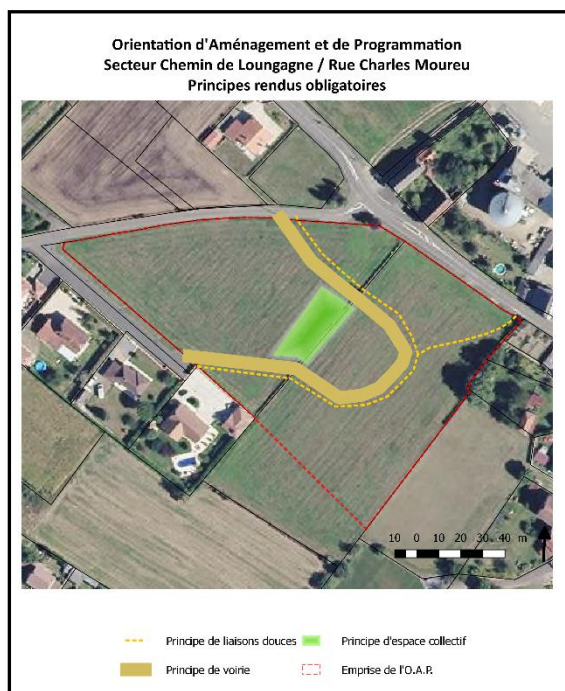 Orientation d'Aménagement et de Programmation
Secteur Chemin de Loungagne / Rue Charles Moureu
Principes rendus obligatoires
10 0 10 20 30 40 m
Principe de liaisons douces
Principe d'espace collectif
Principe de voirie
Emprise de l'O.A.P.